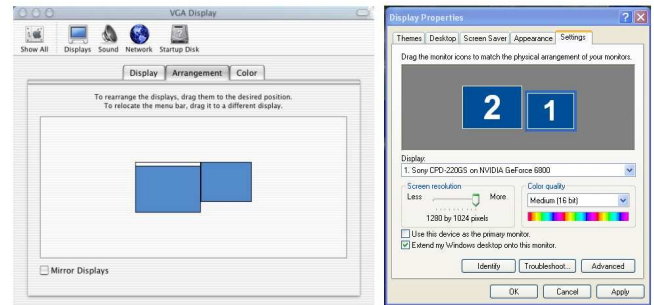 VCA Display
Show All Displays Sound Network Startup Disk
Display Arrangement Color
To rearrange the displays, drag them to the desired position.
To relocate the menu bar, drag it to a different display.
Mirror Displays
Display Properties
Themes Desktop Screen Saver Appearance Settings
Drag the monitor icons to match the physical arrangement of your monitors.
2 1
Display:
1. Sony CPD-220GS on NVIDIA GeForce 6800
Screen resolution
Less More
1280 by 1024 pixels
Color quality
Medium (16 bit)
Use this device as the primary monitor.
Extend my Windows desktop onto this monitor.
Identify Troubleshoot... Advanced
OK Cancel Apply